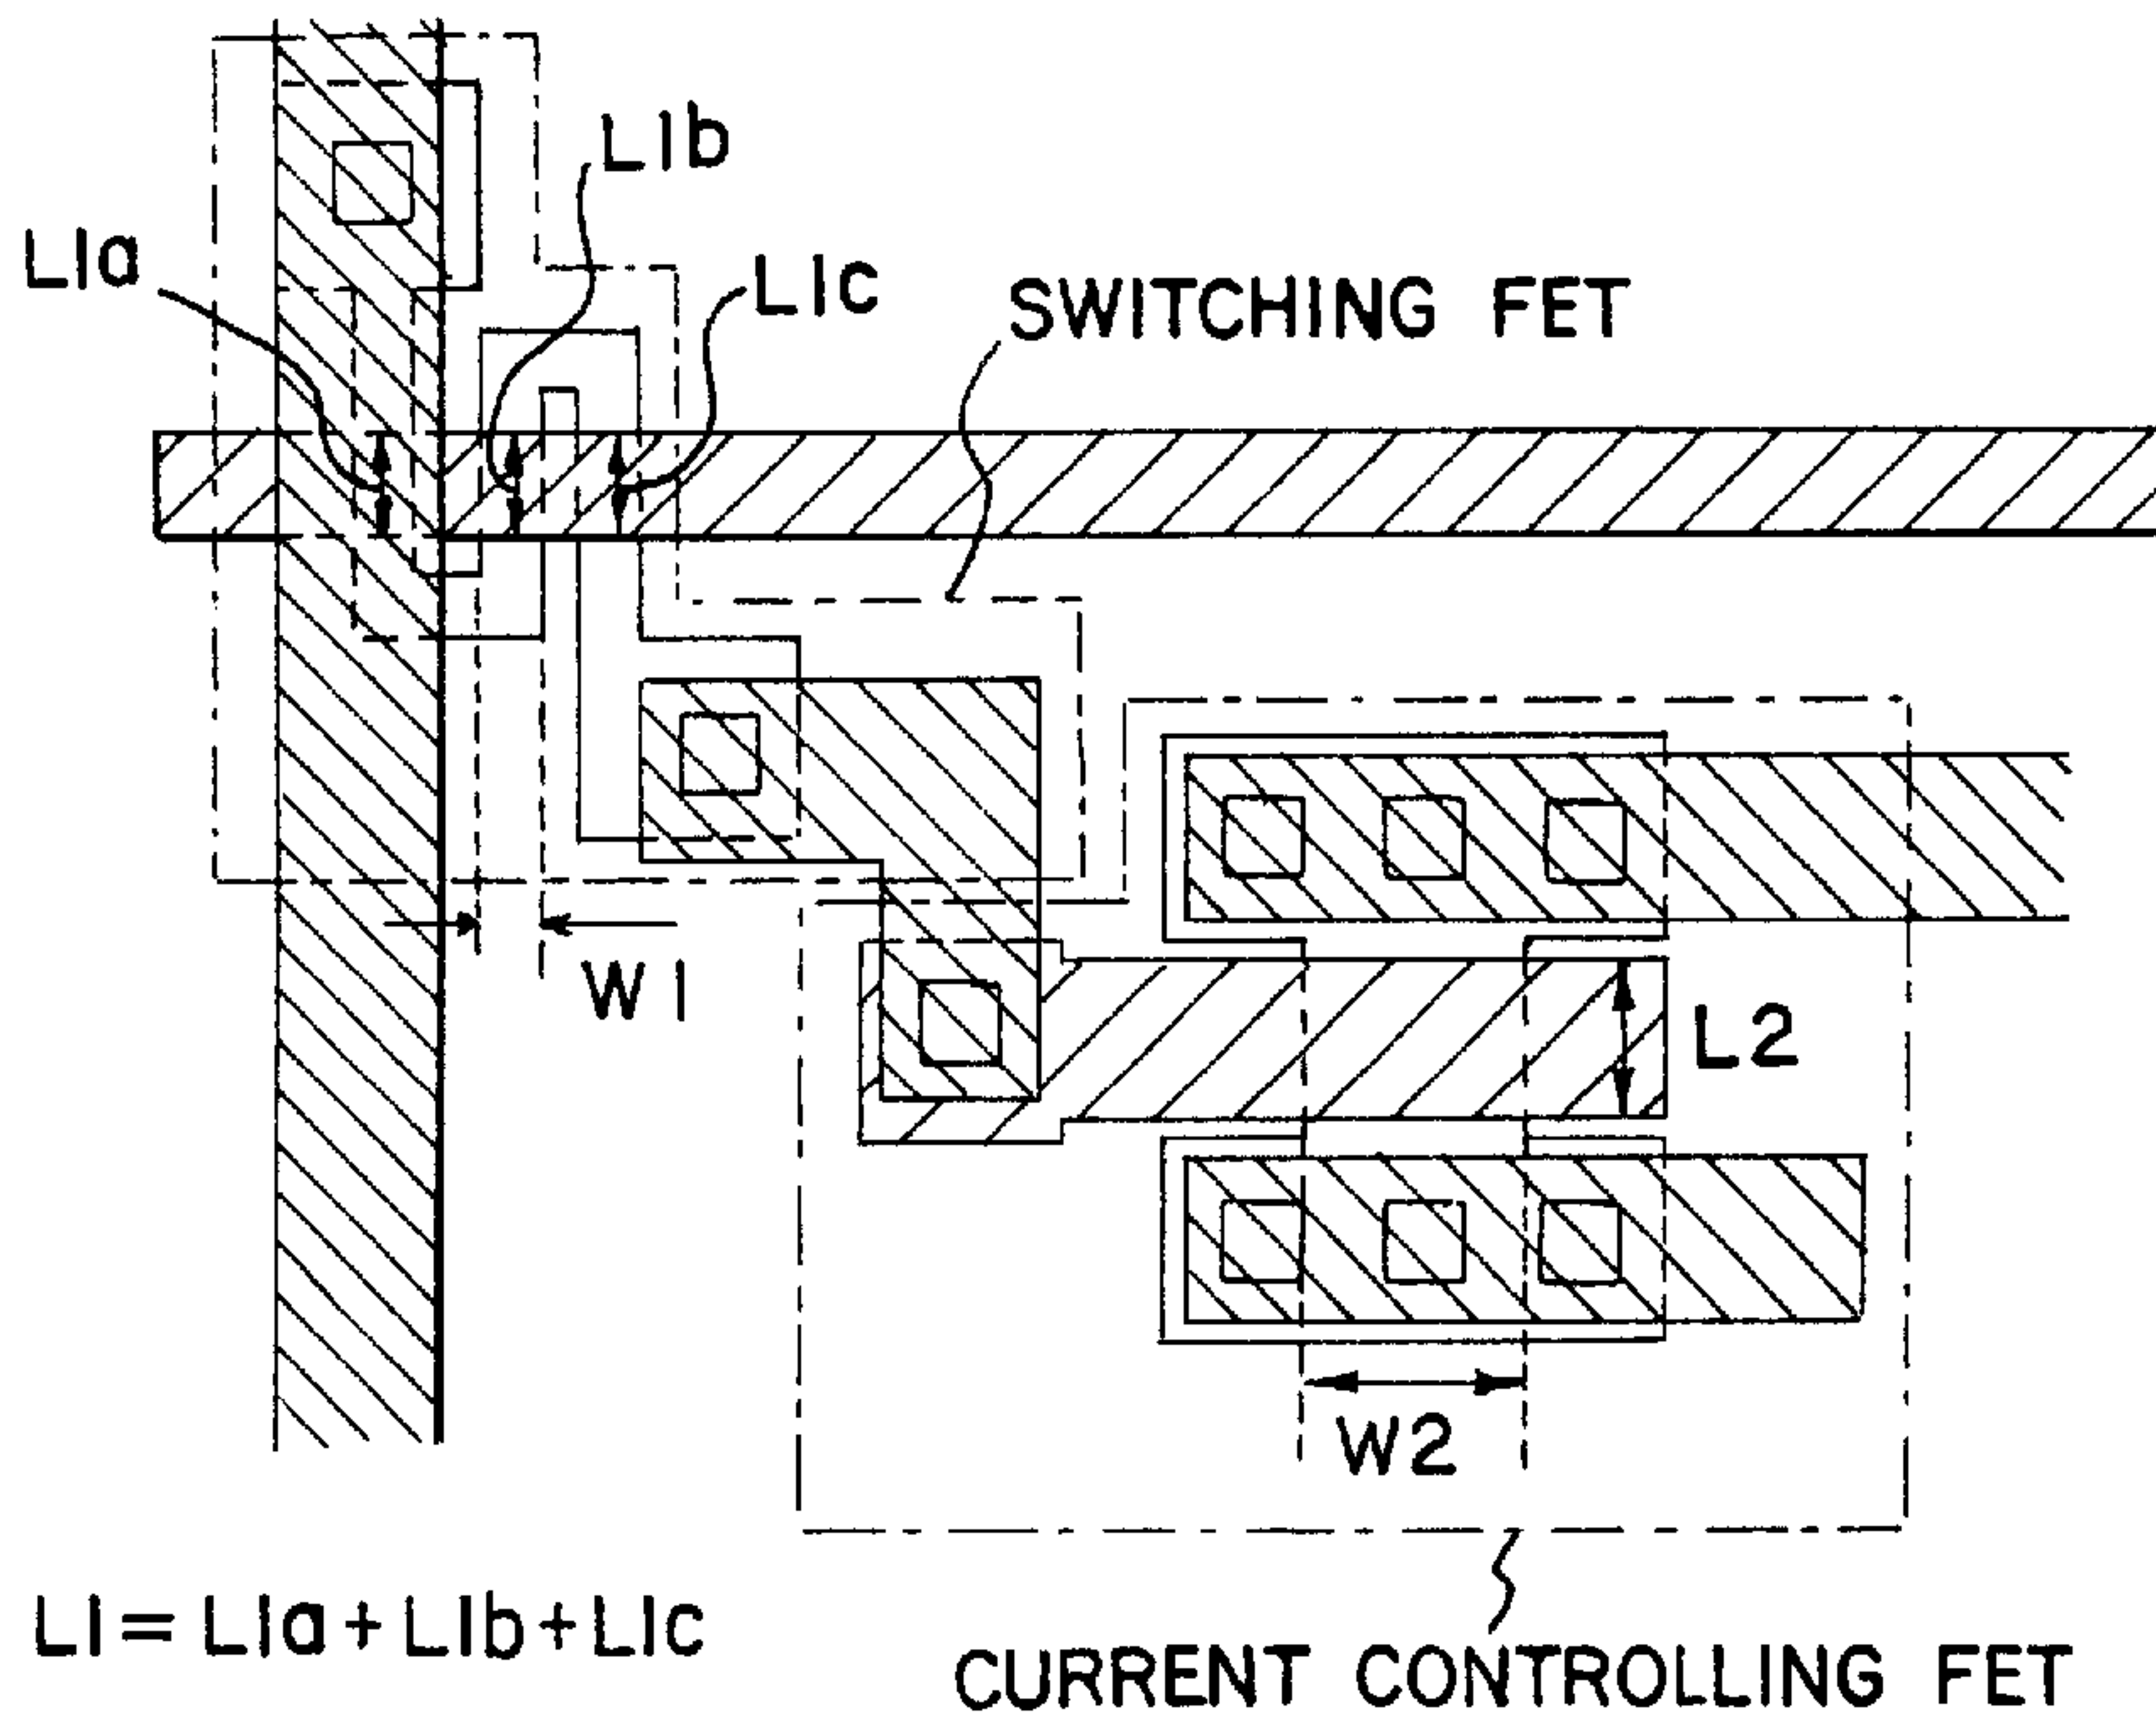 L1b
L1a
L1c
SWITCHING FET
W1
L2
W2
L1=L1a+L1b+L1c
CURRENT CONTROLLING FET